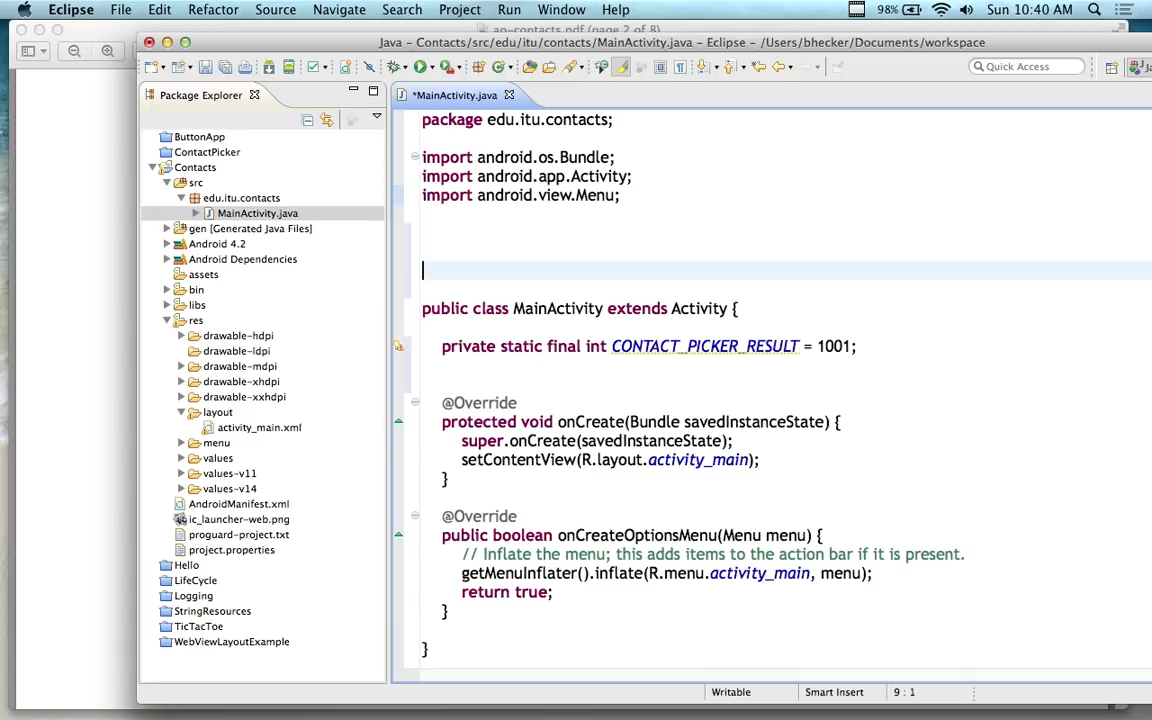 Eclipse File Edit Refactor Source Navigate Search Project Run Window Help 98% Sun 10:40 AM
Java – Contacts/src/edu/itu/contacts/MainActivity.java – Eclipse – /Users/bhecker/Documents/workspace
Quick Access
Package Explorer
ButtonApp
ContactPicker
Contacts
src
edu.itu.contacts
MainActivity.java
gen [Generated Java Files]
Android 4.2
Android Dependencies
assets
bin
libs
res
drawable-hdpi
drawable-ldpi
drawable-mdpi
drawable-xhdpi
drawable-xxhdpi
layout
activity_main.xml
menu
values
values-v11
values-v14
AndroidManifest.xml
ic_launcher-web.png
proguard-project.txt
project.properties
Hello
LifeCycle
Logging
StringResources
TicTacToe
WebViewLayoutExample
*MainActivity.java
package edu.itu.contacts;
import android.os.Bundle;
import android.app.Activity;
import android.view.Menu;
public class MainActivity extends Activity {
private static final int CONTACT_PICKER_RESULT = 1001;
@Override
protected void onCreate(Bundle savedInstanceState) {
super.onCreate(savedInstanceState);
setContentView(R.layout.activity_main);
}
@Override
public boolean onCreateOptionsMenu(Menu menu) {
// Inflate the menu; this adds items to the action bar if it is present.
getMenuInflater().inflate(R.menu.activity_main, menu);
return true;
}
}
Writable Smart Insert 9 : 1